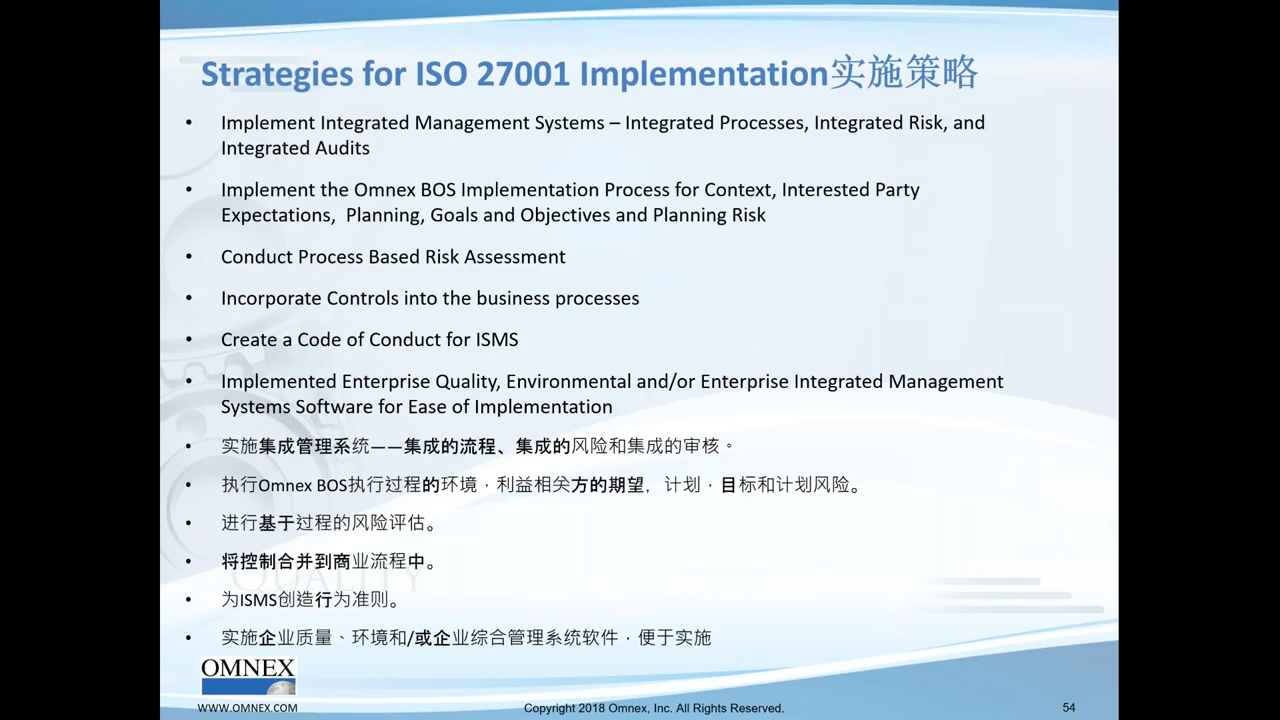 Strategies for ISO 27001 Implementation实施策略
• Implement Integrated Management Systems – Integrated Processes, Integrated Risk, and
Integrated Audits
• Implement the Omnex BOS Implementation Process for Context, Interested Party
Expectations,  Planning, Goals and Objectives and Planning Risk
• Conduct Process Based Risk Assessment
• Incorporate Controls into the business processes
• Create a Code of Conduct for ISMS
• Implemented Enterprise Quality, Environmental and/or Enterprise Integrated Management
Systems Software for Ease of Implementation
• 实施集成管理系统——集成的流程、集成的风险和集成的审核。
• 执行Omnex BOS执行过程的环境，利益相关方的期望，计划，目标和计划风险。
• 进行基于过程的风险评估。
• 将控制合并到商业流程中。
• 为ISMS创造行为准则。
• 实施企业质量、环境和/或企业综合管理系统软件，便于实施
QUALITY
OMNEX
WWW.OMNEX.COM
Copyright 2018 Omnex, Inc. All Rights Reserved.
54